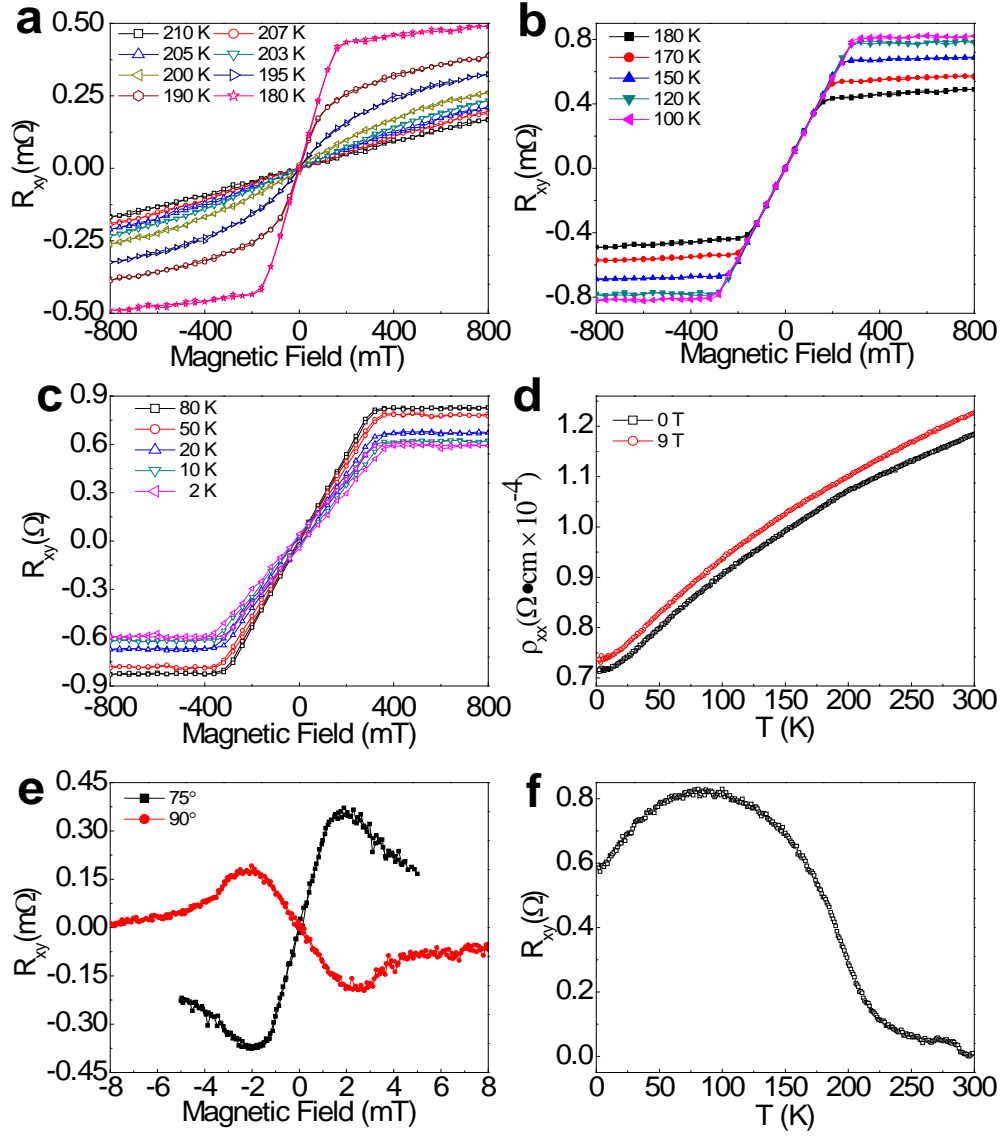 a
210 K 207 K
205 K 203 K
200 K 195 K
190 K 180 K
0.50
0.25
0.00
-0.25
-0.50
R_xy(mΩ)
-800 -400 0 400 800
Magnetic Field (mT)
b
180 K
170 K
150 K
120 K
100 K
0.8
0.4
0.0
-0.4
-0.8
R_xy(mΩ)
-800 -400 0 400 800
Magnetic Field (mT)
c
80 K
50 K
20 K
10 K
2 K
0.9
0.6
0.3
0.0
-0.3
-0.6
-0.9
R_xy(Ω)
-800 -400 0 400 800
Magnetic Field (mT)
d
0 T
9 T
1.2
1.1
1.0
0.9
0.8
0.7
ρ_xx(Ω•cm×10⁻⁴)
0 50 100 150 200 250 300
T (K)
e
75°
90°
0.45
0.30
0.15
0.00
-0.15
-0.30
-0.45
R_xy(mΩ)
-8 -4 -2 0 2 4 8
Magnetic Field (mT)
f
0.8
0.6
0.4
0.2
0.0
R_xy(Ω)
0 50 100 150 200 250 300
T (K)